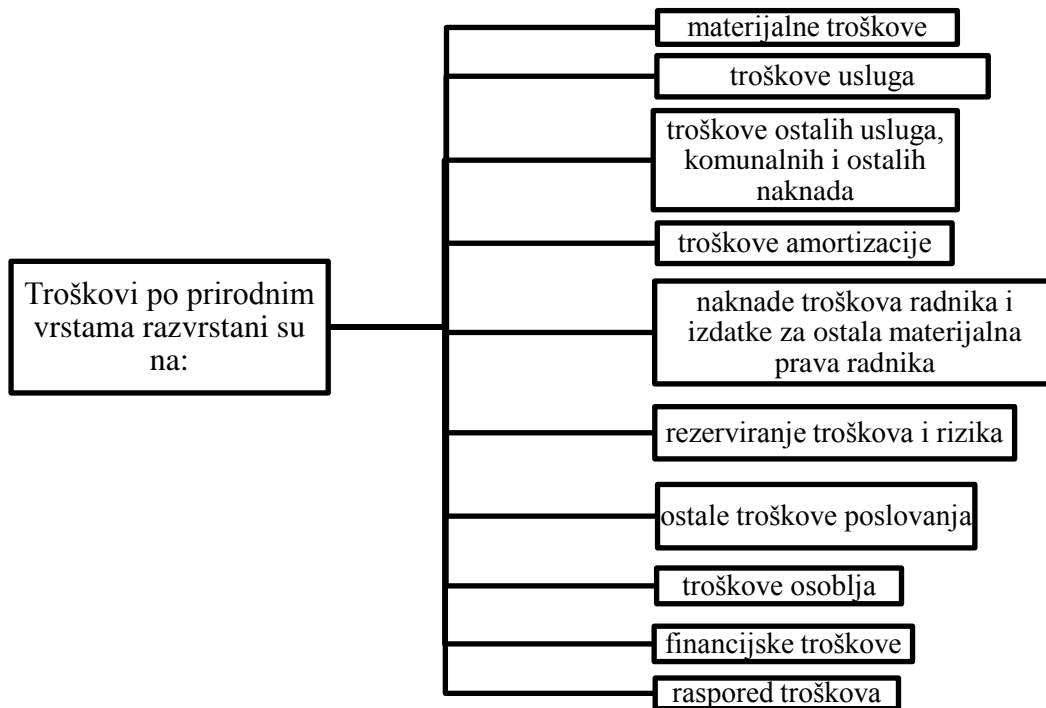 Troškovi po prirodnim
vrstama razvrstani su
na:
materijalne troškove
troškove usluga
troškove ostalih usluga,
komunalnih i ostalih
naknada
troškove amortizacije
naknade troškova radnika i
izdatke za ostala materijalna
prava radnika
rezerviranje troškova i rizika
ostale troškove poslovanja
troškove osoblja
financijske troškove
raspored troškova